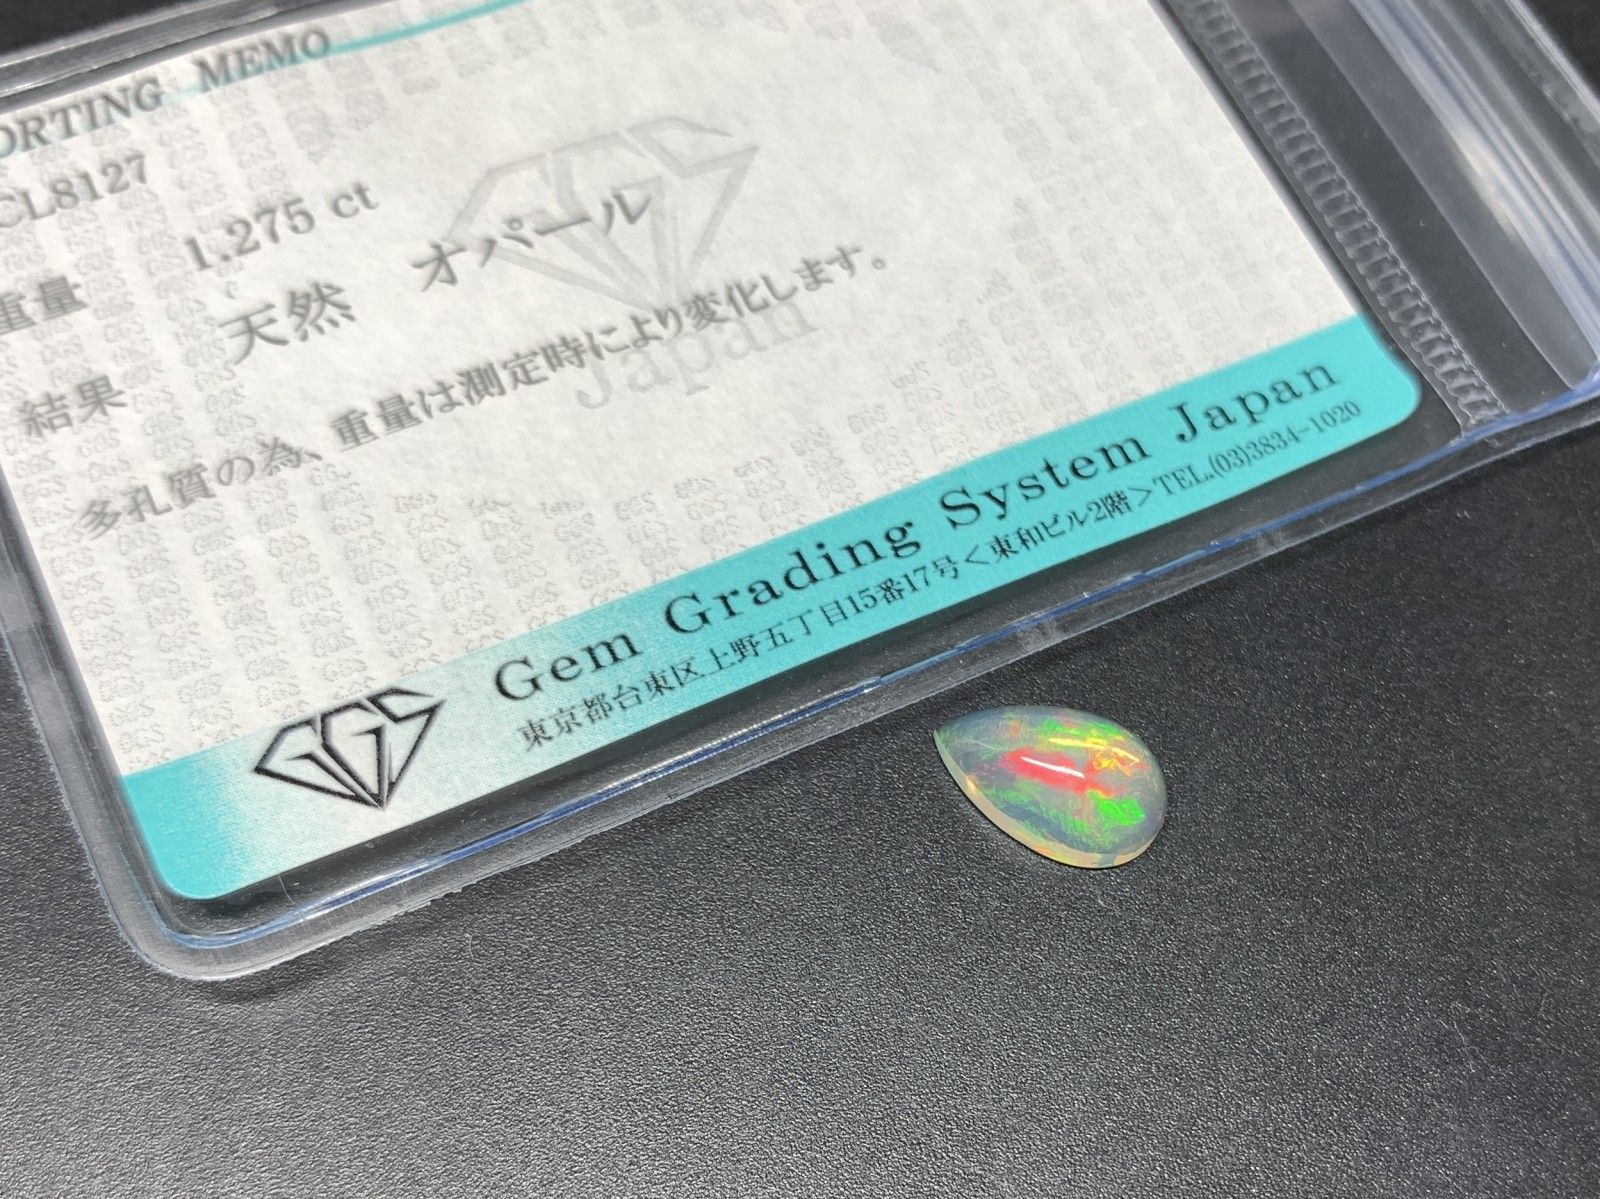 ORTING MEMO
CL8127
重量 1.275 ct
結果 天然 オパール
多孔質の為、重量は測定時により変化します。
Japan
GGS
Gem Grading System Japan
東京都台東区上野五丁目15番17号＜東和ビル2階＞TEL.(03)3834-1020